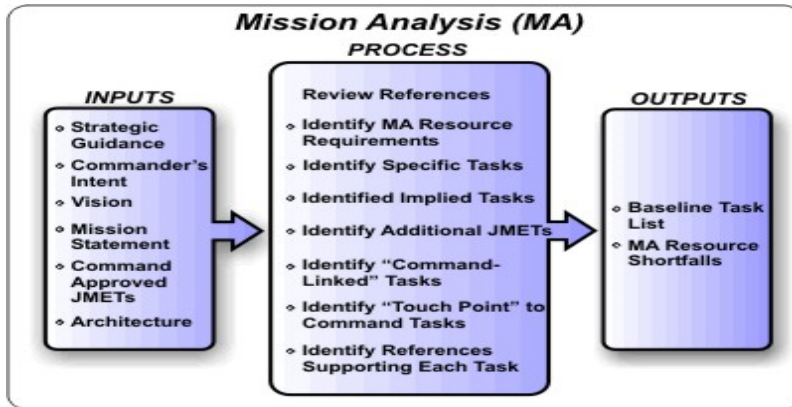 Mission Analysis (MA)
INPUTS
Strategic
Guidance
Commander's
Intent
Vision
Mission
Statement
Command
Approved
JMETs
Architecture
PROCESS
Review References
Identify MA Resource
Requirements
Identify Specific Tasks
Identified Implied Tasks
Identify Additional JMETs
Identify “Command-
Linked” Tasks
Identify “Touch Point” to
Command Tasks
Identify References
Supporting Each Task
OUTPUTS
Baseline Task
List
MA Resource
Shortfalls